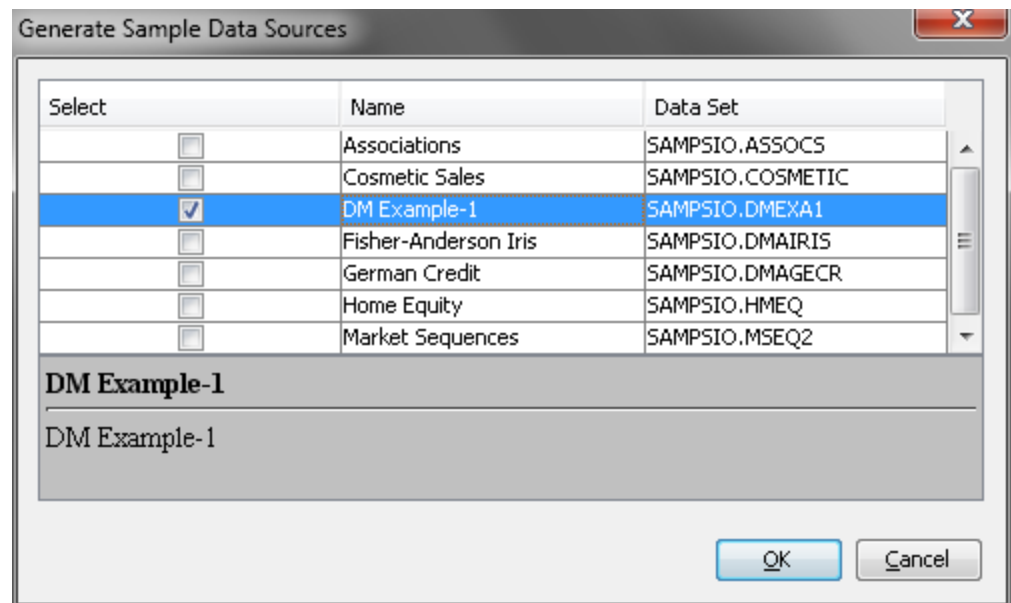 Generate Sample Data Sources
x
Select Name Data Set
Associations SAMPSIO.ASSOCS
Cosmetic Sales SAMPSIO.COSMETIC
DM Example-1 SAMPSIO.DMEXA1
Fisher-Anderson Iris SAMPSIO.DMAIRIS
German Credit SAMPSIO.DMAGECR
Home Equity SAMPSIO.HMEQ
Market Sequences SAMPSIO.MSEQ2
DM Example-1
DM Example-1
OK Cancel